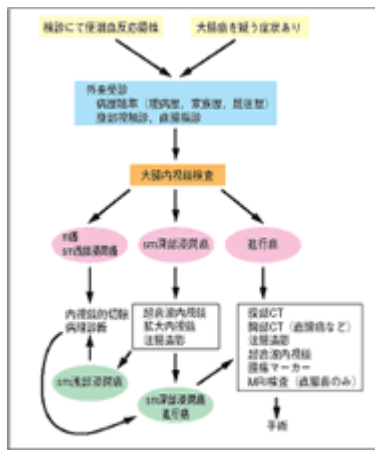 検診にて便潜血反応陽性
大腸癌を疑う症状あり
外来受診
病歴聴取（現病歴、家族歴、既往歴）
腹部視触診、直腸指診
大腸内視鏡検査
m癌
sm浅部浸潤癌
sm深部浸潤癌
進行癌
内視鏡的切除
病理診断
超音波内視鏡
拡大内視鏡
注腸造影
腹部CT
胸部CT（直腸癌など）
注腸造影
超音波内視鏡
腫瘍マーカー
MRI検査（直腸癌のみ）
sm浅部浸潤癌
sm深部浸潤癌
進行癌
手術